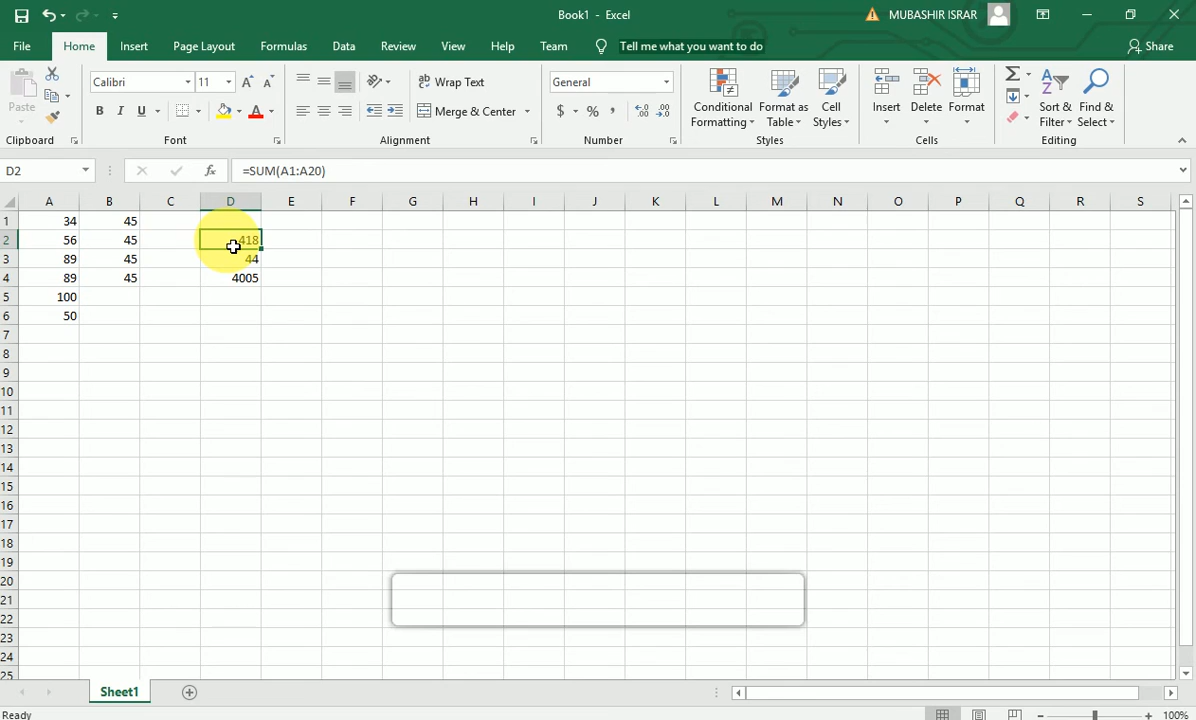 Book1 - Excel
MUBASHIR ISRAR
File Home Insert Page Layout Formulas Data Review View Help Team Tell me what you want to do Share
Paste
Calibri 11
Wrap Text
General
B I U
A
Merge & Center
$ % ,
Conditional Formatting
Format as Table
Cell Styles
Insert
Delete
Format
Sort & Filter
Find & Select
Clipboard Font Alignment Number Styles Cells Editing
D2 fx =SUM(A1:A20)
A B C D E F G H I J K L M N O P Q R S
1 34 45
2 56 45 418
3 89 45 44
4 89 45 4005
5 100
6 50
7
8
9
10
11
12
13
14
15
16
17
18
19
20
21
22
23
24
25
Sheet1
Ready 100%